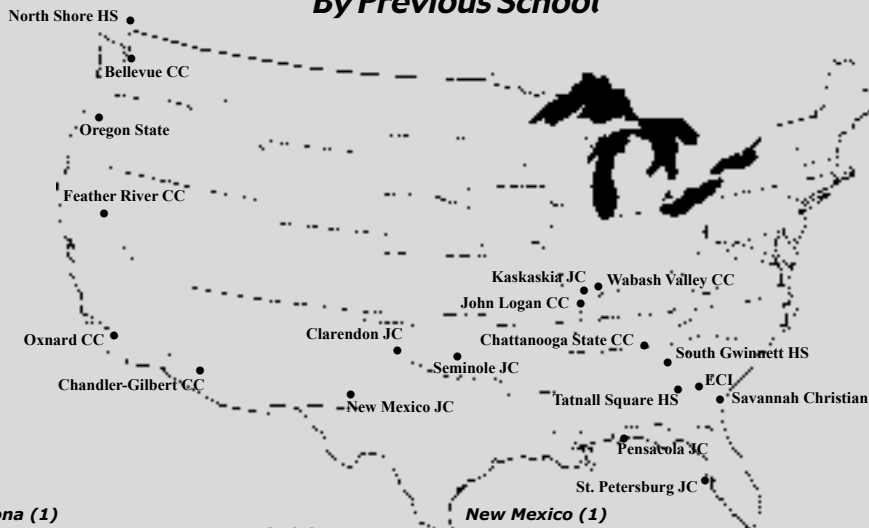 By Previous School
North Shore HS
Bellevue CC
Oregon State
Feather River CC
Kaskaskia JC
Wabash Valley CC
John Logan CC
Oxnard CC
Clarendon JC
Chattanooga State CC
South Gwinnett HS
Seminole JC
Chandler-Gilbert CC
ECI
New Mexico JC
Tatnall Square HS
Savannah Christian
Pensacola JC
St. Petersburg JC
ona (1)
New Mexico (1)